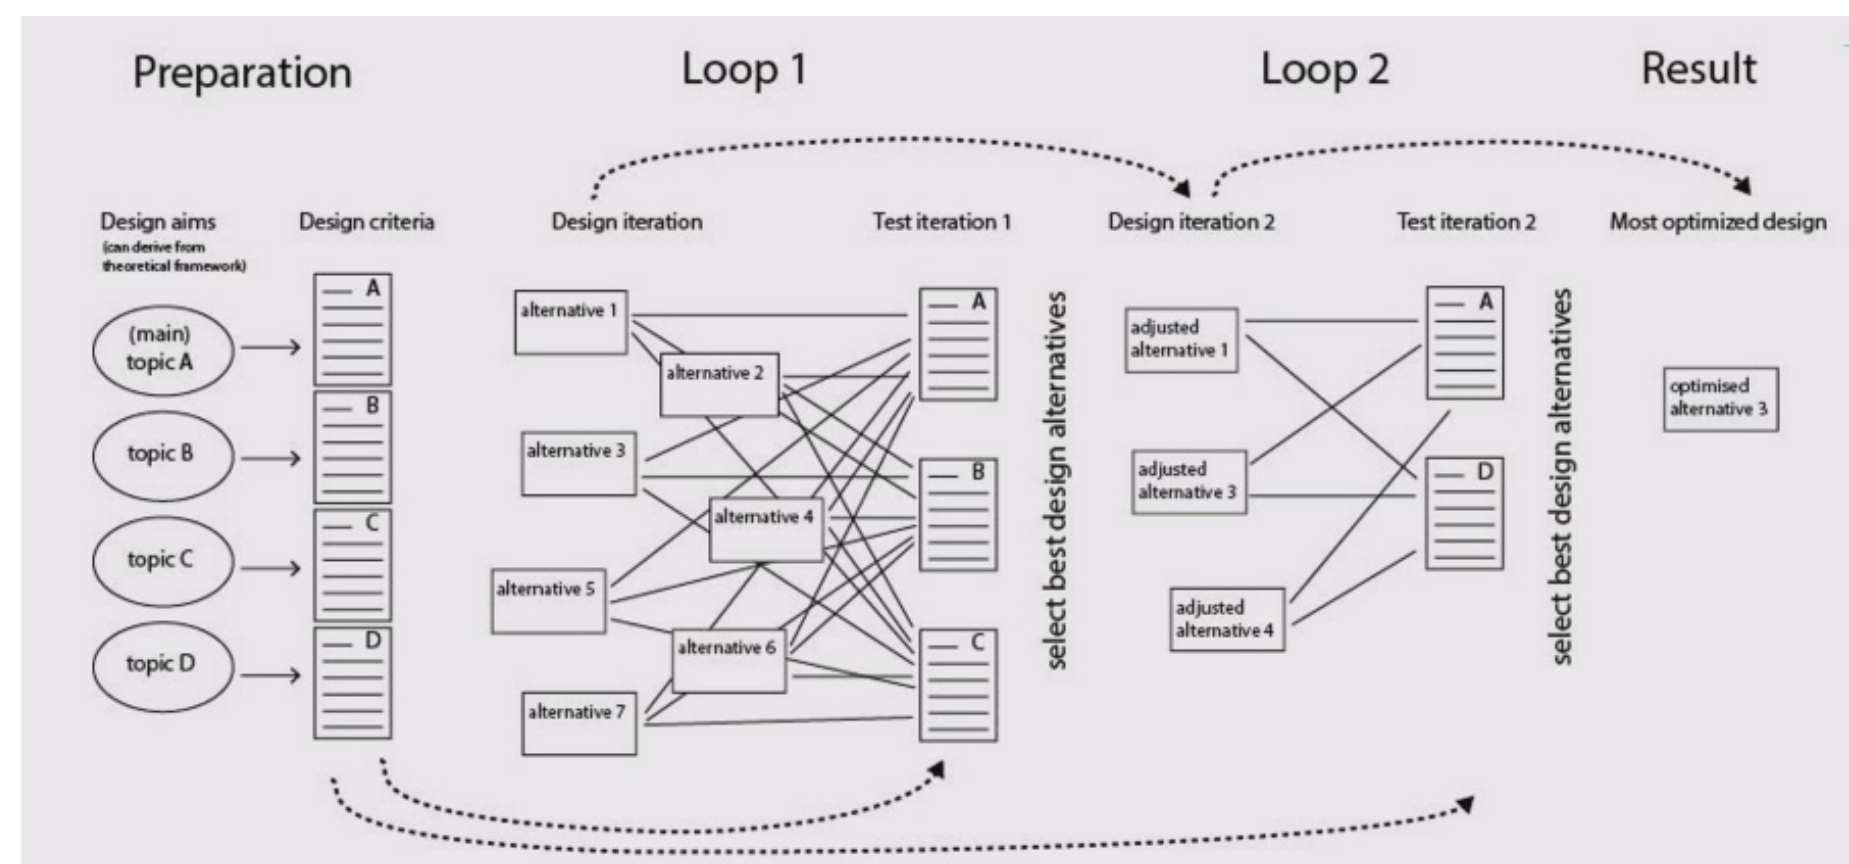 Preparation
Loop 1
Loop 2
Result
Design aims
(can derive from
theoretical framework)
Design criteria
Design iteration
Test iteration 1
Design iteration 2
Test iteration 2
Most optimized design
(main)
topic A
topic B
topic C
topic D
A
B
C
D
alternative 1
alternative 2
alternative 3
alternative 4
alternative 5
alternative 6
alternative 7
A
B
C
select best design alternatives
adjusted
alternative 1
adjusted
alternative 3
adjusted
alternative 4
A
D
select best design alternatives
optimised
alternative 3